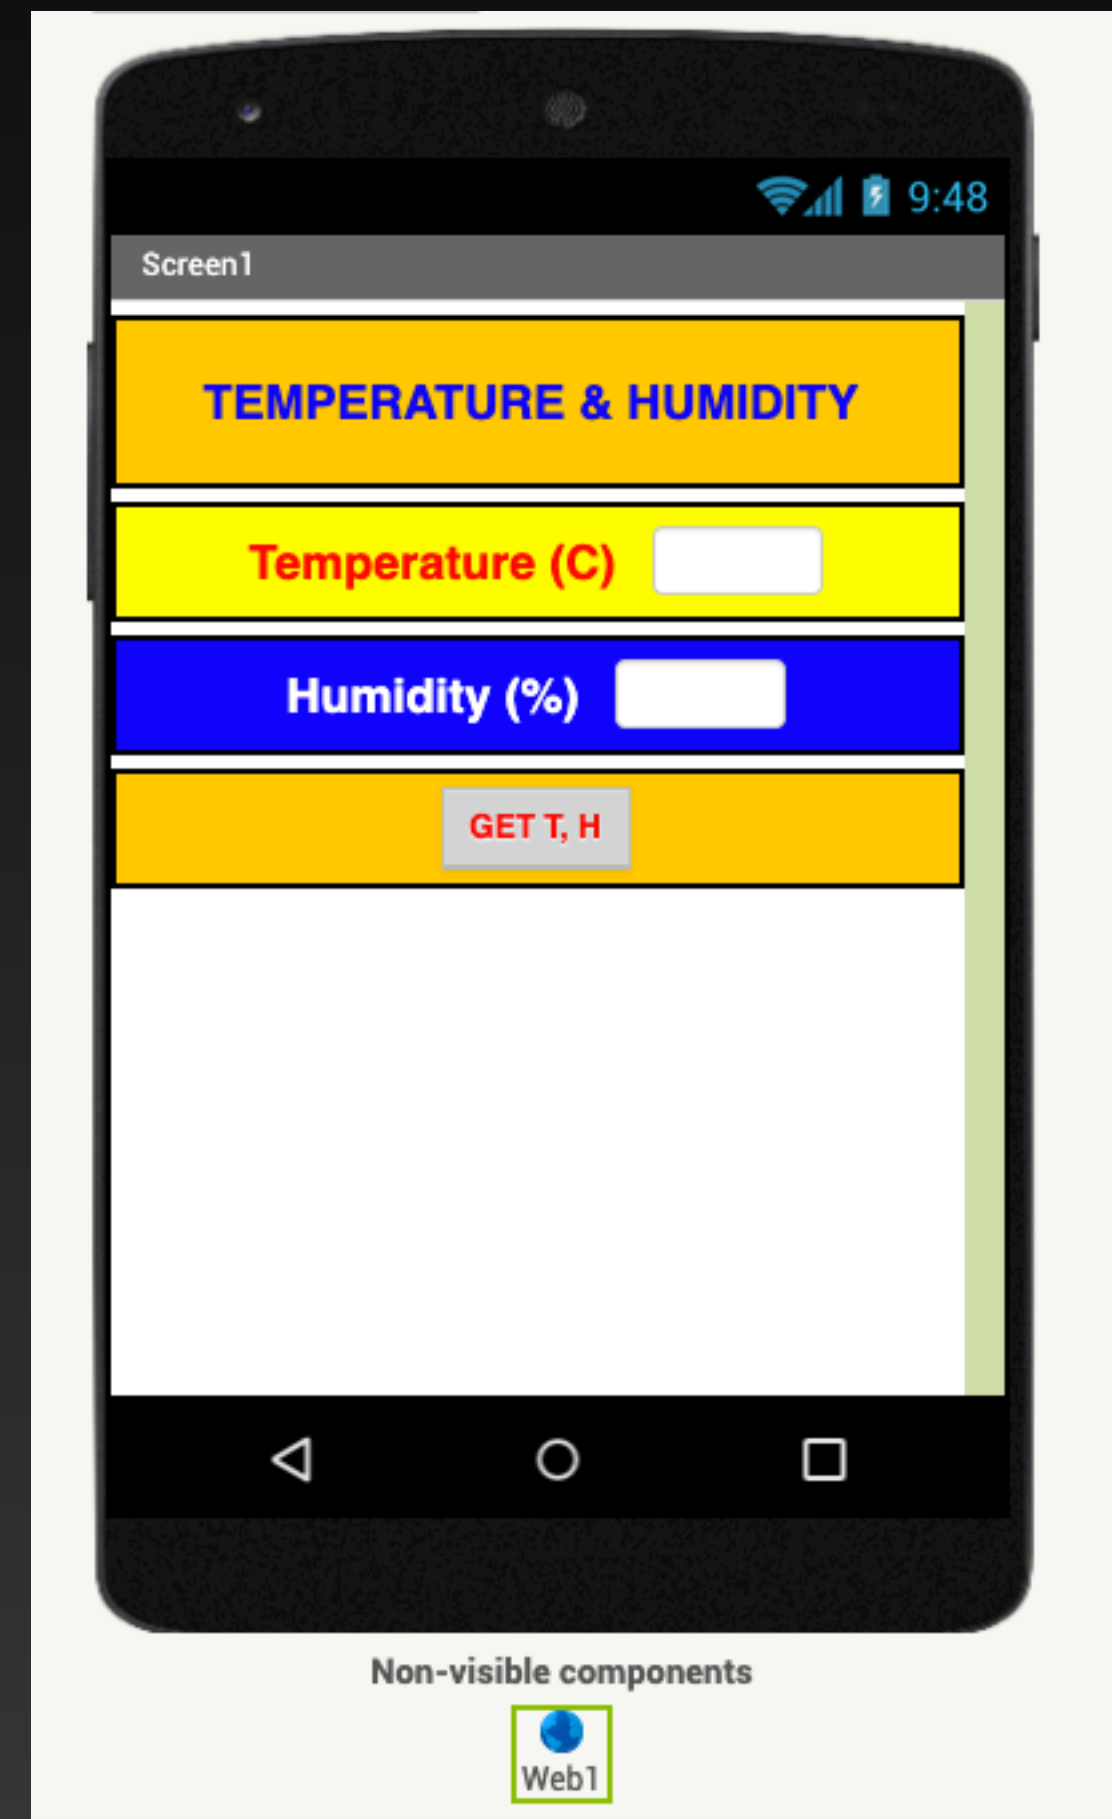 9:48
Screen1
TEMPERATURE & HUMIDITY
Temperature (C)
Humidity (%)
GET T, H
Non-visible components
Web1